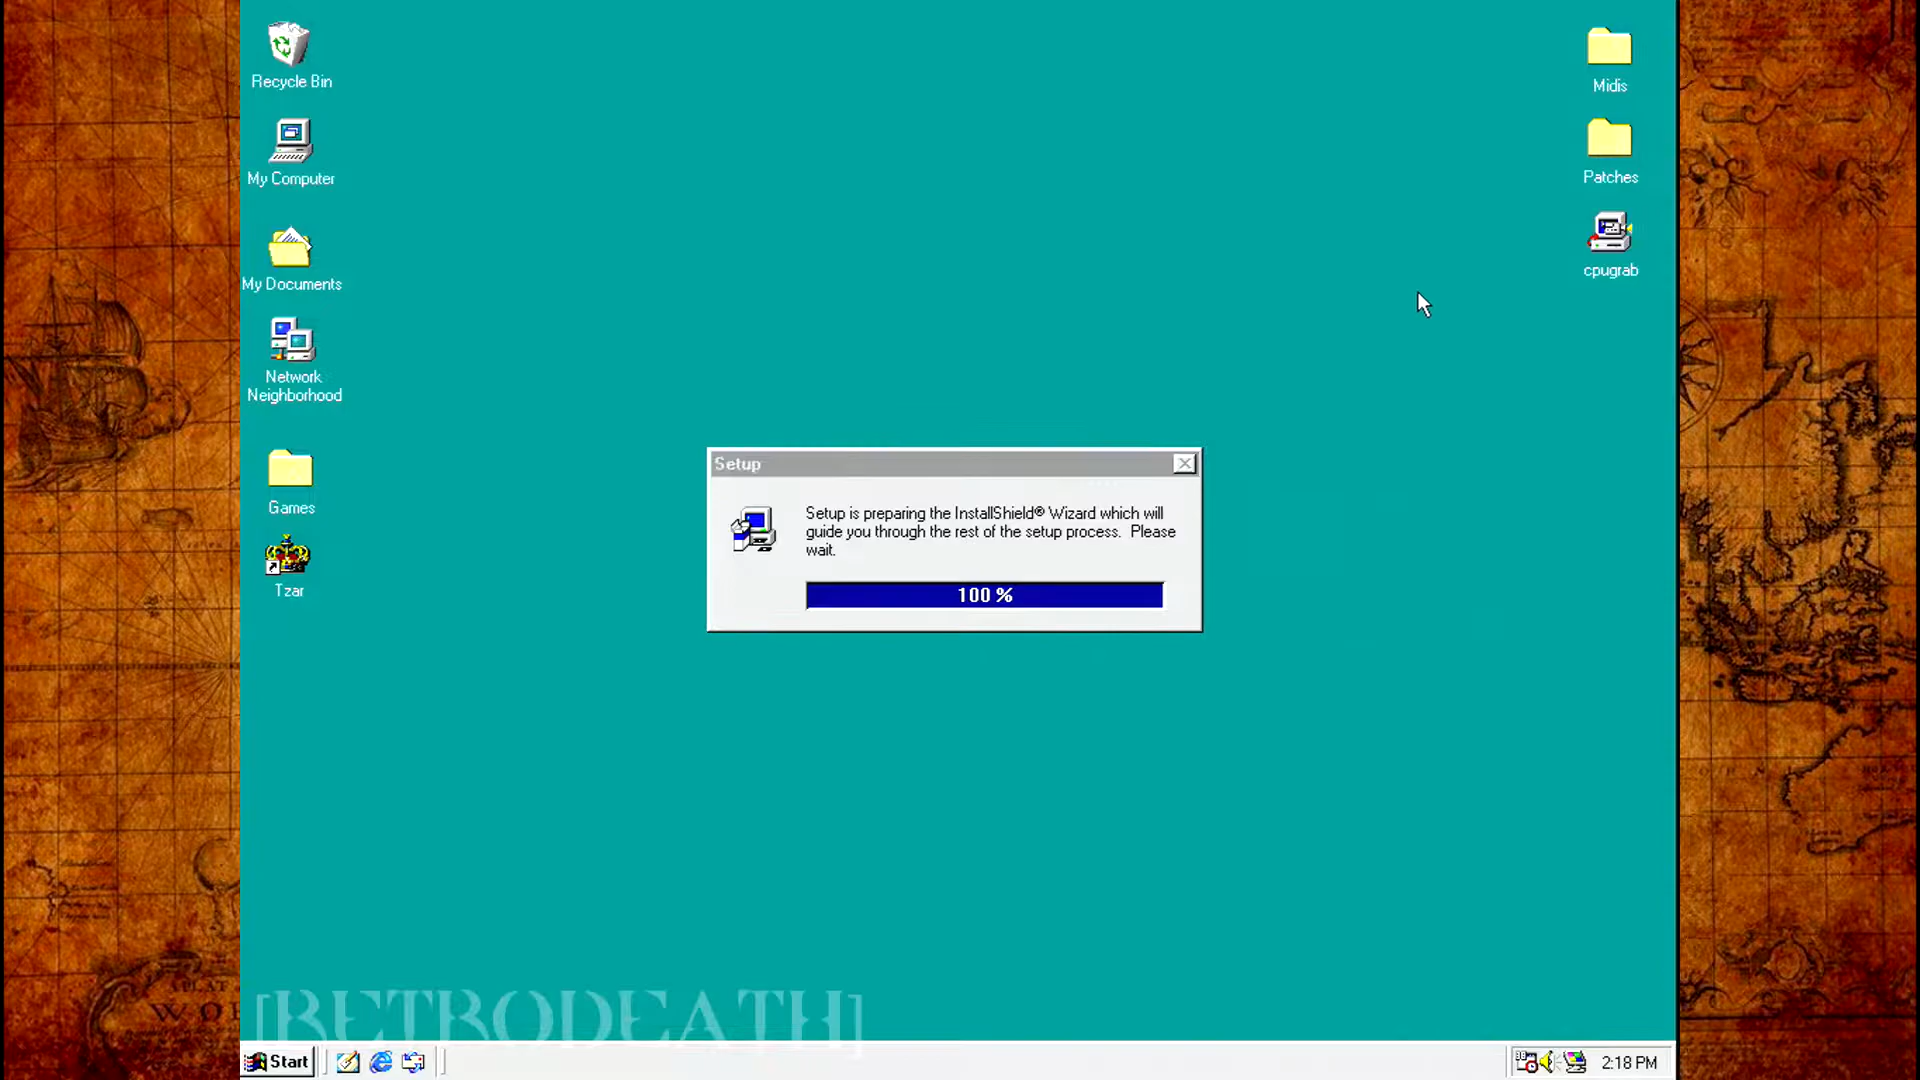 Recycle Bin
My Computer
My Documents
Network
Neighborhood
Games
Tzar
Midis
Patches
cpugrab
Setup
Setup is preparing the InstallShield® Wizard which will
guide you through the rest of the setup process. Please
wait.
100 %
[RETRODEATH]
Start
2:18 PM